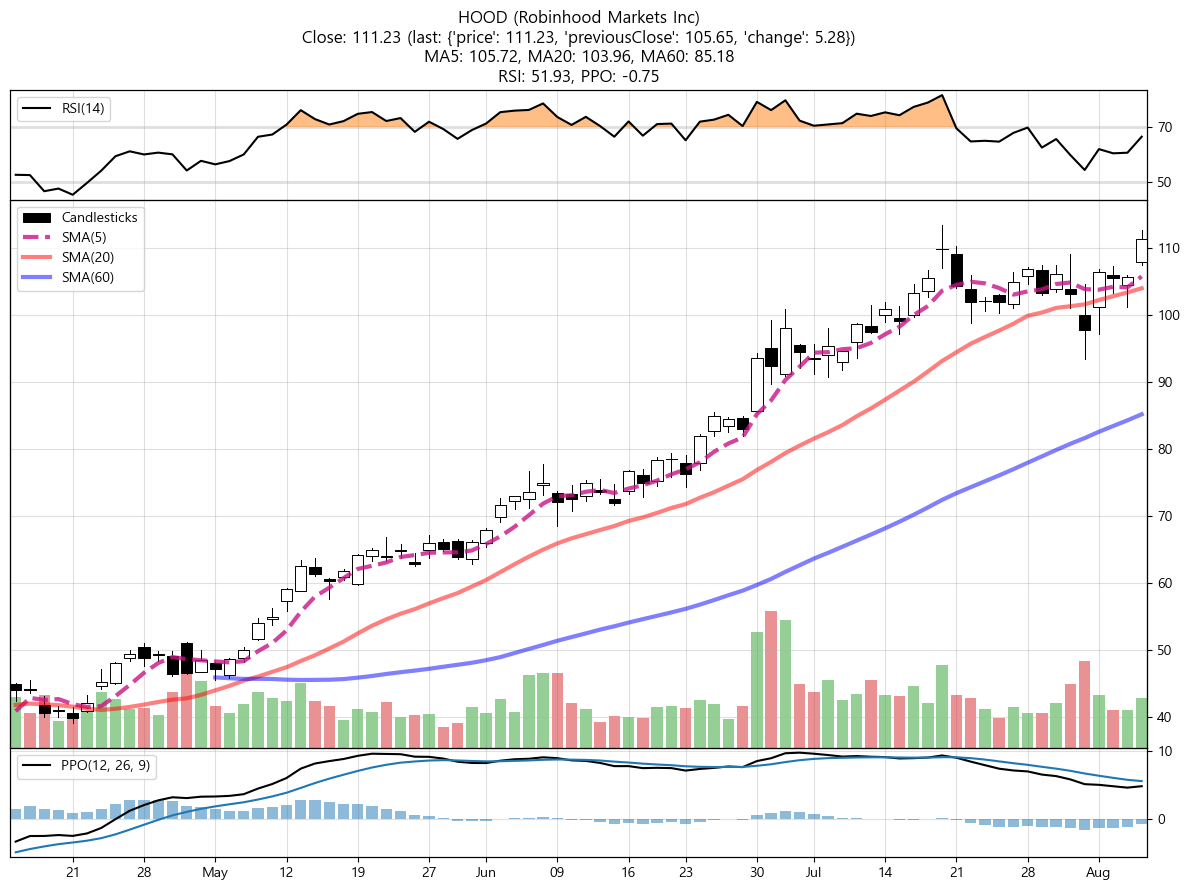 HOOD (Robinhood Markets Inc)
Close: 111.23 (last: {'price': 111.23, 'previousClose': 105.65, 'change': 5.28})
MA5: 105.72, MA20: 103.96, MA60: 85.18
RSI: 51.93, PPO: -0.75
RSI(14)
70
50
Candlesticks
SMA(5)
SMA(20)
SMA(60)
110
100
90
80
70
60
50
40
PPO(12, 26, 9)
10
0
21 28 May 12 19 27 Jun 09 16 23 30 Jul 14 21 28 Aug